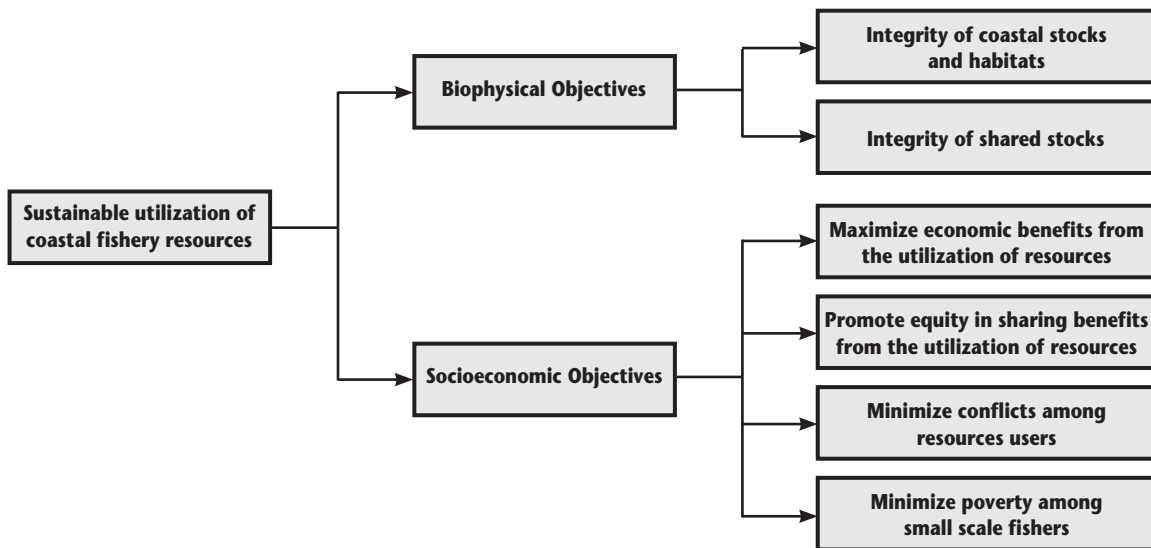 Sustainable utilization of
coastal fishery resources
Biophysical Objectives
Integrity of coastal stocks
and habitats
Integrity of shared stocks
Socioeconomic Objectives
Maximize economic benefits from
the utilization of resources
Promote equity in sharing benefits
from the utilization of resources
Minimize conflicts among
resources users
Minimize poverty among
small scale fishers